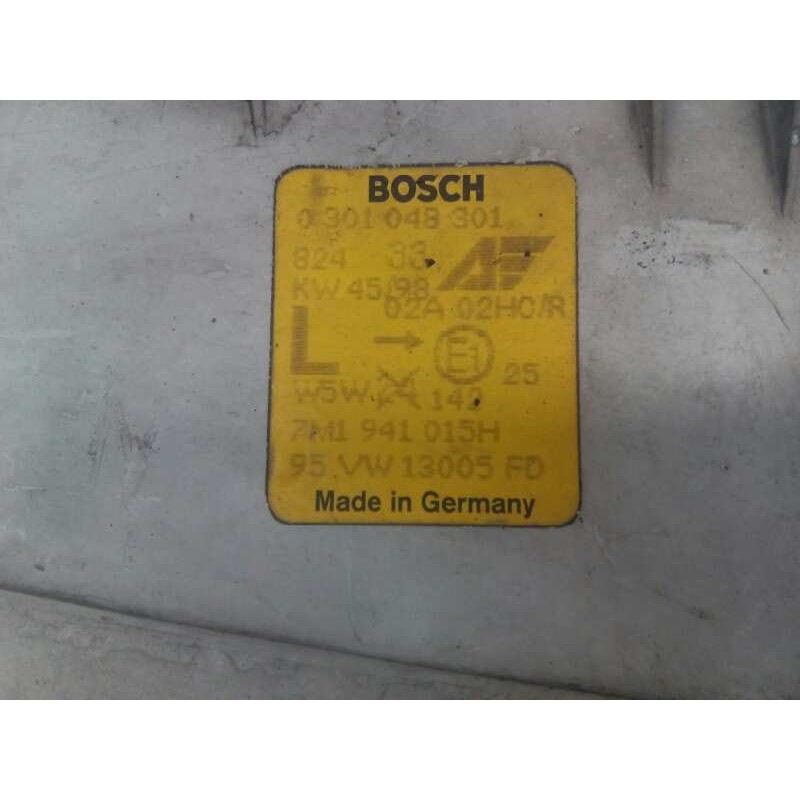 BOSCH
0 301 048 301
824 33
KW 45/98
02A 02HC/R
L → E1 25
W5W 142
7M1 941 015H
95 VW 13005 FD
Made in Germany